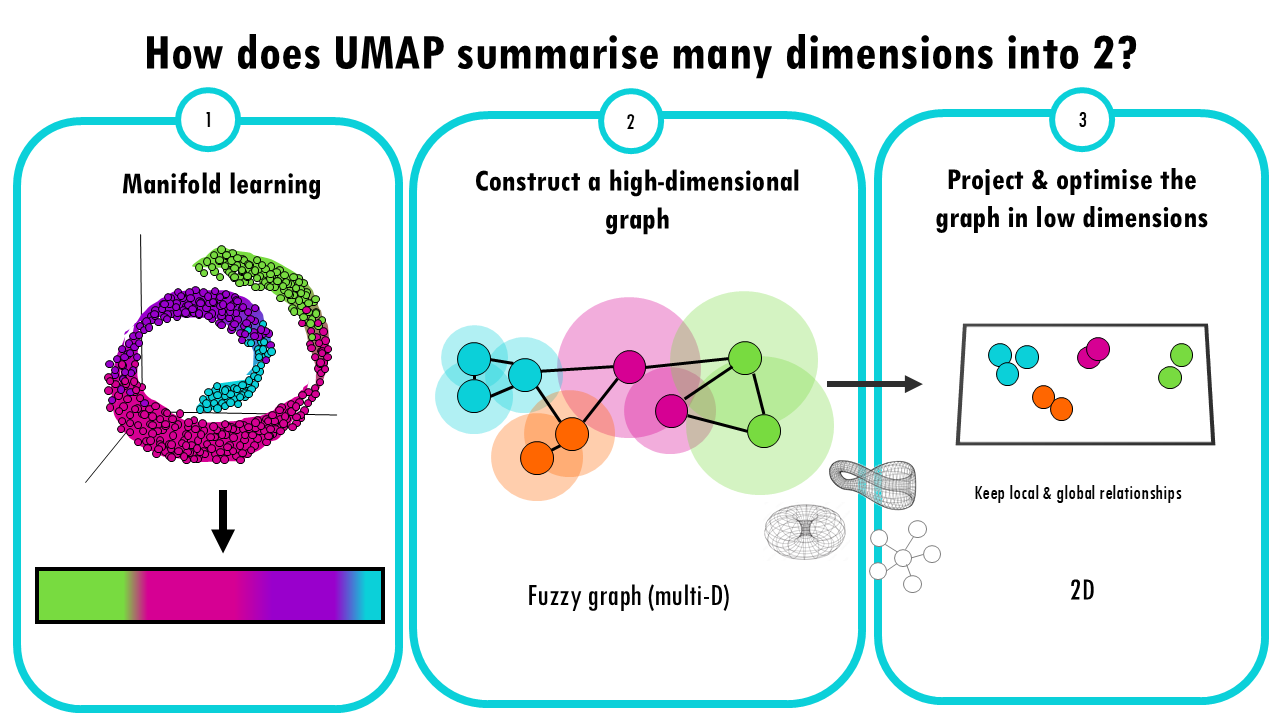 How does UMAP summarise many dimensions into 2?
1
Manifold learning
2
Construct a high-dimensional
graph
Fuzzy graph (multi-D)
3
Project & optimise the
graph in low dimensions
Keep local & global relationships
2D